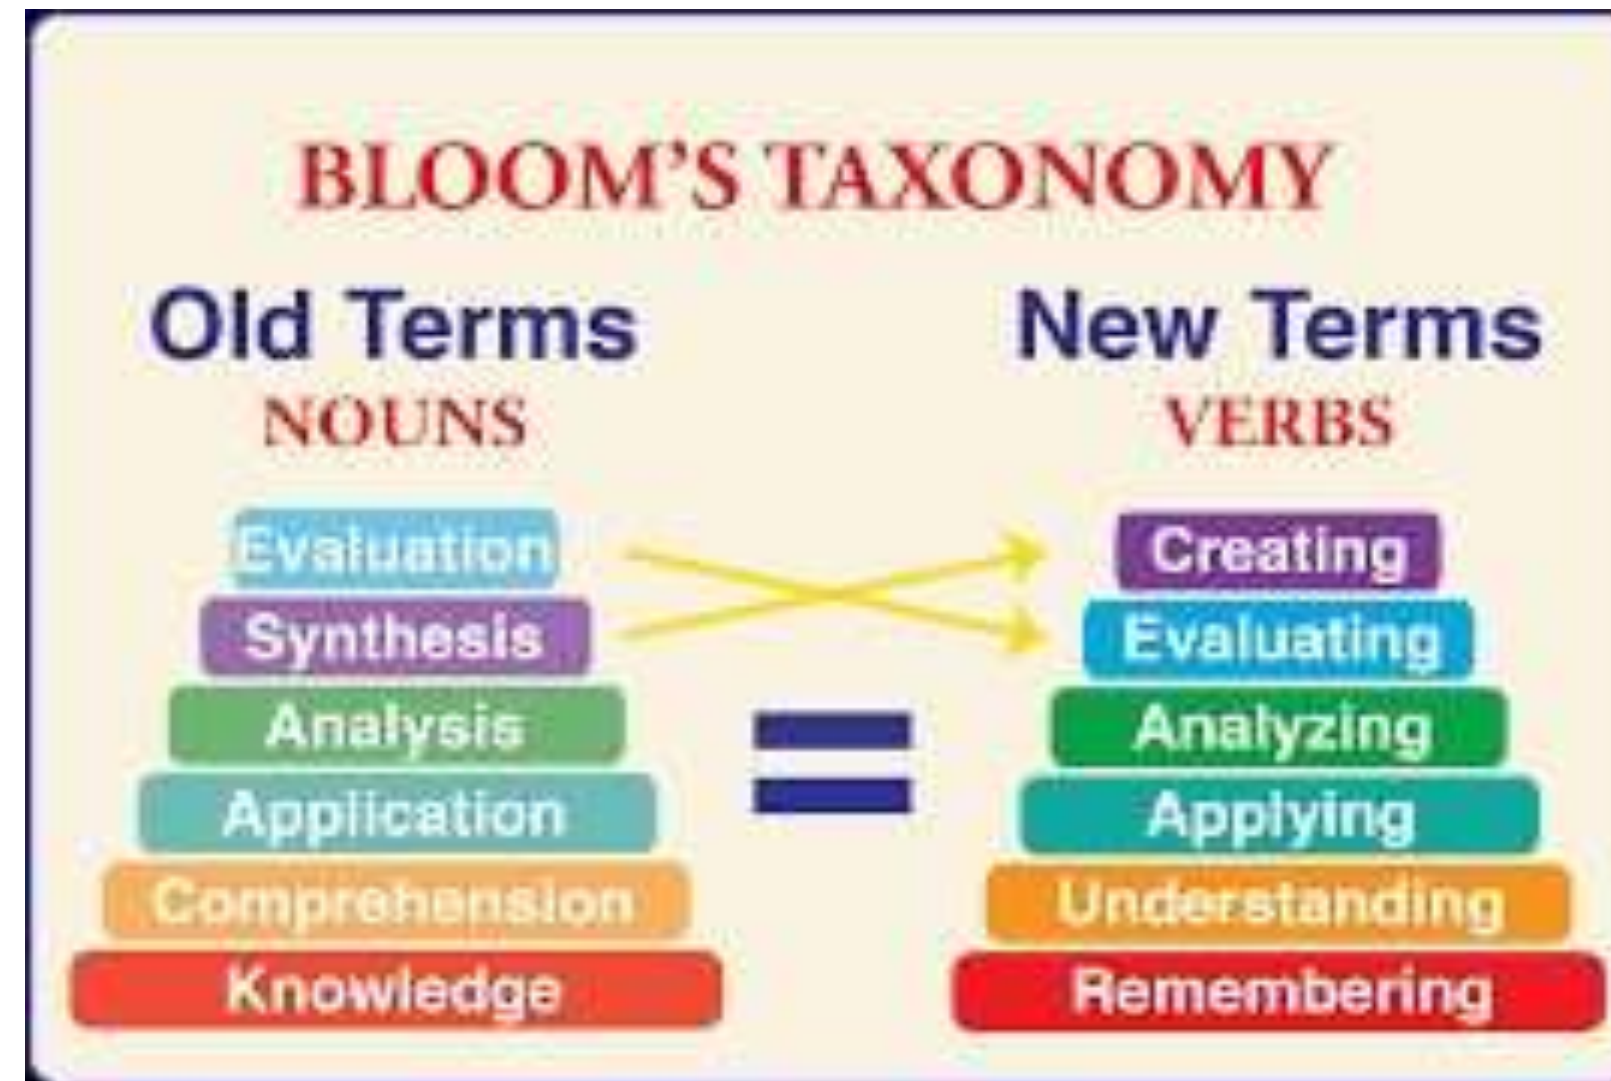 BLOOM'S TAXONOMY
Old Terms
NOUNS
Evaluation
Synthesis
Analysis
Application
Comprehension
Knowledge
New Terms
VERBS
Creating
Evaluating
Analyzing
Applying
Understanding
Remembering